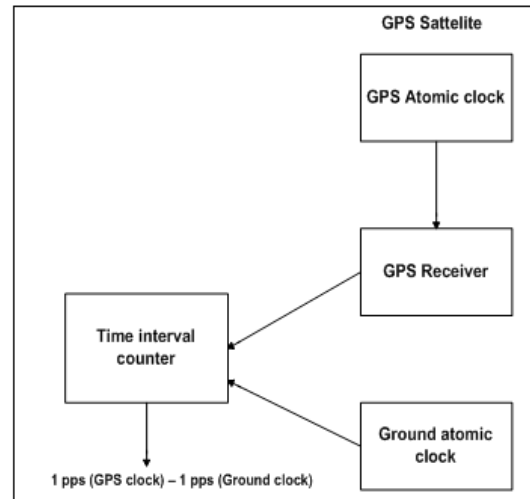 GPS Sattelite
GPS Atomic clock
GPS Receiver
Time interval
counter
Ground atomic
clock
1 pps (GPS clock) – 1 pps (Ground clock)